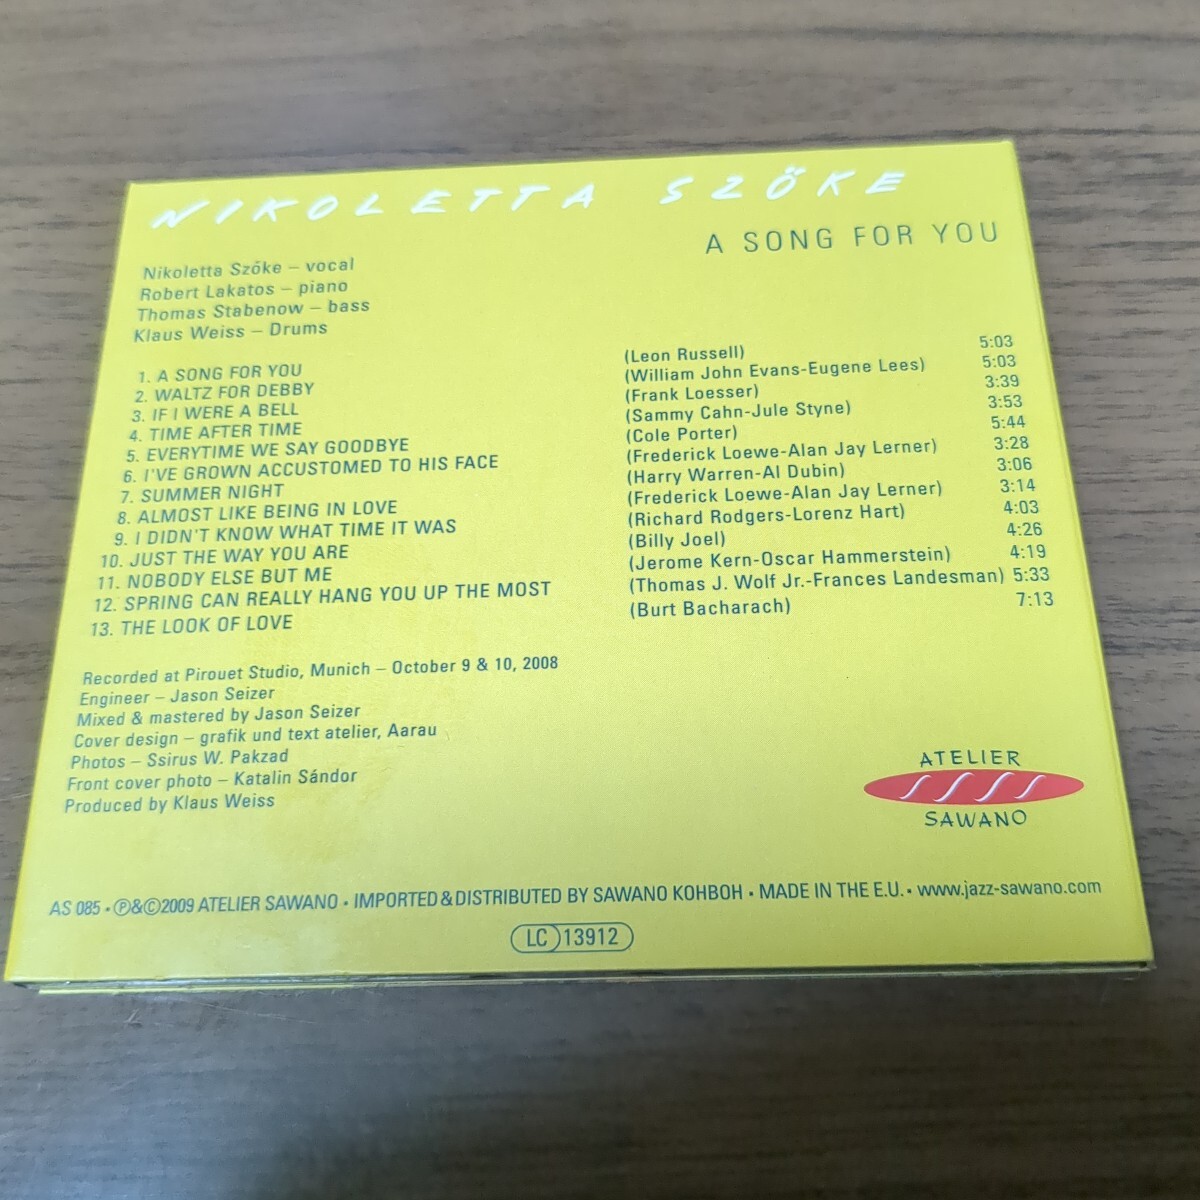 NIKOLETTA SZŐKE
A SONG FOR YOU
Nikoletta Szőke – vocal
Robert Lakatos – piano
Thomas Stabenow – bass
Klaus Weiss – Drums
1. A SONG FOR YOU (Leon Russell) 5:03
2. WALTZ FOR DEBBY (William John Evans-Eugene Lees) 5:03
3. IF I WERE A BELL (Frank Loesser) 3:39
4. TIME AFTER TIME (Sammy Cahn-Jule Styne) 3:53
5. EVERYTIME WE SAY GOODBYE (Cole Porter) 5:44
6. I'VE GROWN ACCUSTOMED TO HIS FACE (Frederick Loewe-Alan Jay Lerner) 3:28
7. SUMMER NIGHT (Harry Warren-Al Dubin) 3:06
8. ALMOST LIKE BEING IN LOVE (Frederick Loewe-Alan Jay Lerner) 3:14
9. I DIDN'T KNOW WHAT TIME IT WAS (Richard Rodgers-Lorenz Hart) 4:03
10. JUST THE WAY YOU ARE (Billy Joel) 4:26
11. NOBODY ELSE BUT ME (Jerome Kern-Oscar Hammerstein) 4:19
12. SPRING CAN REALLY HANG YOU UP THE MOST (Thomas J. Wolf Jr.-Frances Landesman) 5:33
13. THE LOOK OF LOVE (Burt Bacharach) 7:13
Recorded at Pirouet Studio, Munich – October 9 & 10, 2008
Engineer – Jason Seizer
Mixed & mastered by Jason Seizer
Cover design – grafik und text atelier, Aarau
Photos – Ssirus W. Pakzad
Front cover photo – Katalin Sándor
Produced by Klaus Weiss
ATELIER
SAWANO
AS 085 • ℗&©2009 ATELIER SAWANO • IMPORTED & DISTRIBUTED BY SAWANO KOHBOH • MADE IN THE E.U. • www.jazz-sawano.com
LC 13912